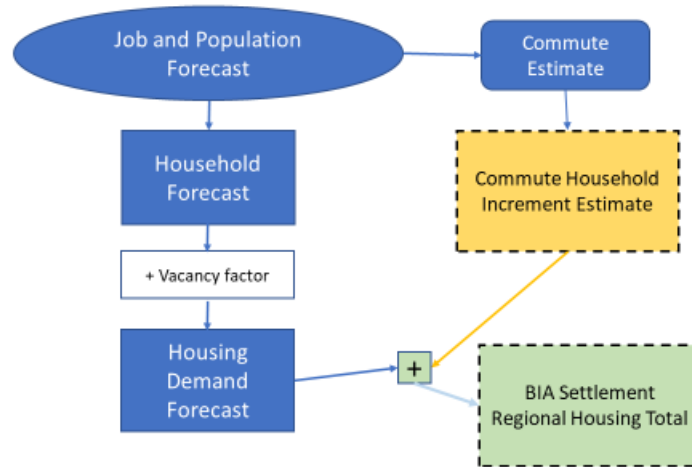 Job and Population
Forecast
Commute
Estimate
Household
Forecast
Commute Household
Increment Estimate
+ Vacancy factor
Housing
Demand
Forecast
+
BIA Settlement
Regional Housing Total